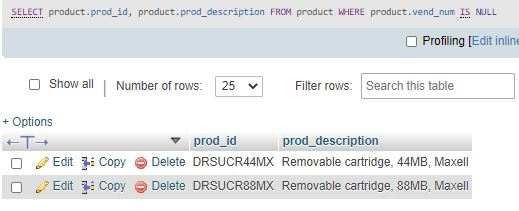 SELECT product.prod_id, product.prod_description FROM product WHERE product.vend_num IS NULL
Profiling [Edit inline
Show all | Number of rows: 25 Filter rows: Search this table
+ Options
←T→ prod_id prod_description
Edit Copy Delete DRSUCR44MX Removable cartridge, 44MB, Maxell
Edit Copy Delete DRSUCR88MX Removable cartridge, 88MB, Maxell